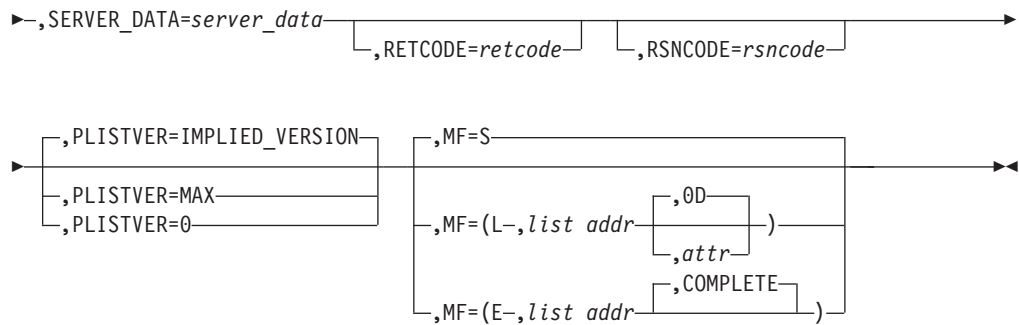 ,SERVER_DATA=server_data
,RETCODE=retcode
,RSNCODE=rsncode
,PLISTVER=IMPLIED_VERSION
,PLISTVER=MAX
,PLISTVER=0
,MF=S
,MF=(L ,list addr ,0D ,attr )
,MF=(E ,list addr ,COMPLETE )